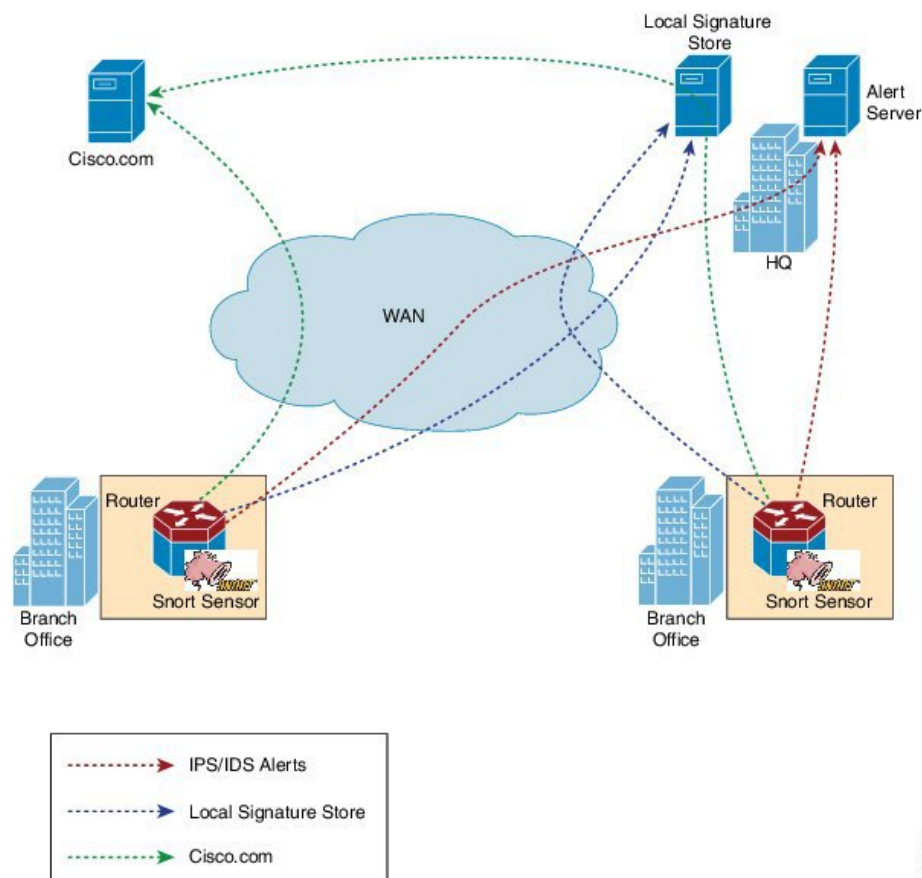 Local Signature
Store
Alert
Server
Cisco.com
HQ
WAN
Router
Router
Snort Sensor
Snort Sensor
Branch
Office
Branch
Office
IPS/IDS Alerts
Local Signature Store
Cisco.com